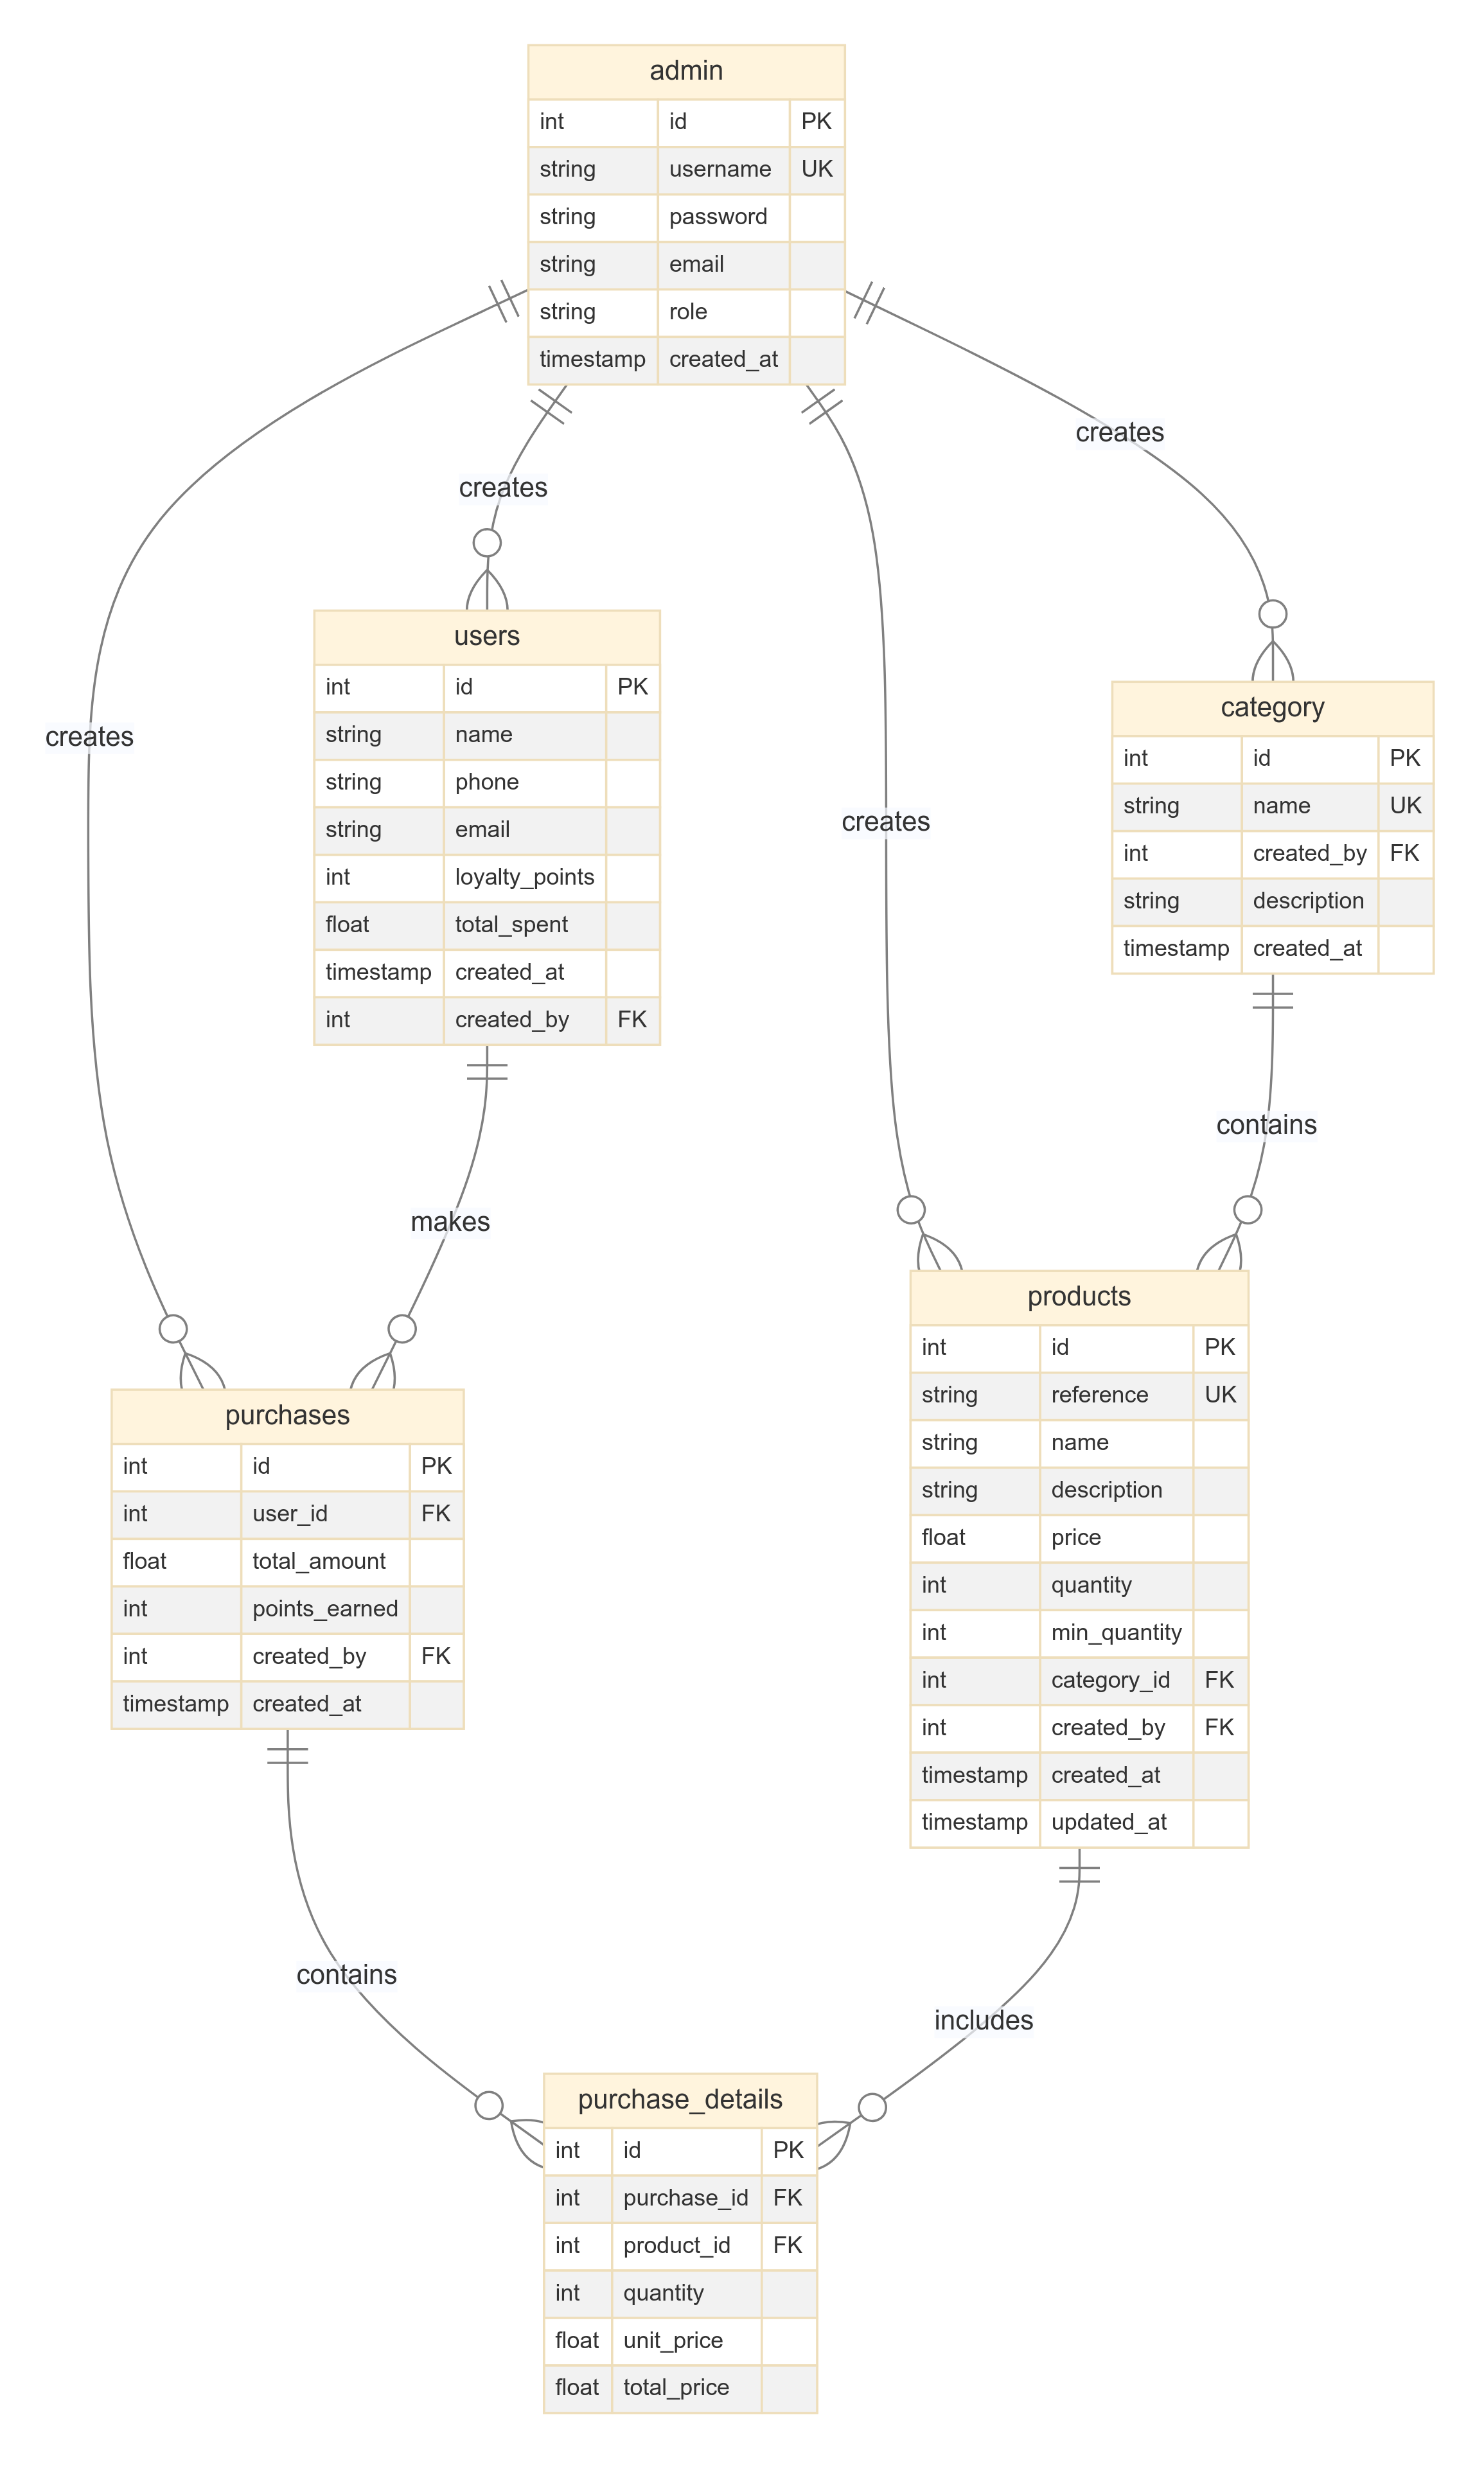 admin
int id PK
string username UK
string password
string email
string role
timestamp created_at
creates
creates
creates
creates
users
int id PK
string name
string phone
string email
int loyalty_points
float total_spent
timestamp created_at
int created_by FK
category
int id PK
string name UK
int created_by FK
string description
timestamp created_at
contains
makes
products
int id PK
string reference UK
string name
string description
float price
int quantity
int min_quantity
int category_id FK
int created_by FK
timestamp created_at
timestamp updated_at
purchases
int id PK
int user_id FK
float total_amount
int points_earned
int created_by FK
timestamp created_at
contains
includes
purchase_details
int id PK
int purchase_id FK
int product_id FK
int quantity
float unit_price
float total_price